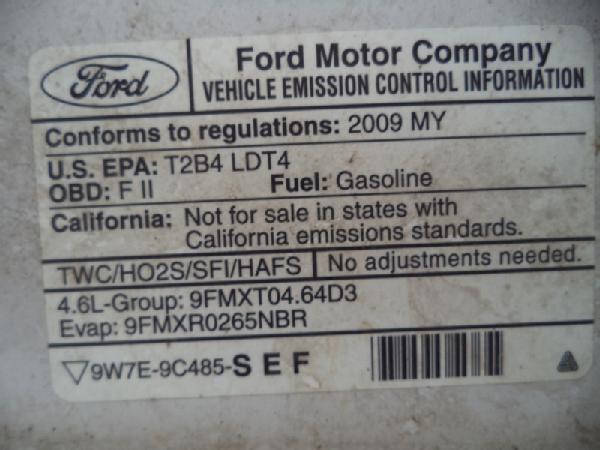 Ford
Ford Motor Company
VEHICLE EMISSION CONTROL INFORMATION
Conforms to regulations: 2009 MY
U.S. EPA: T2B4 LDT4
OBD: F II Fuel: Gasoline
California: Not for sale in states with
California emissions standards.
TWC/HO2S/SFI/HAFS No adjustments needed.
4.6L-Group: 9FMXT04.64D3
Evap: 9FMXR0265NBR
9W7E-9C485-SEF